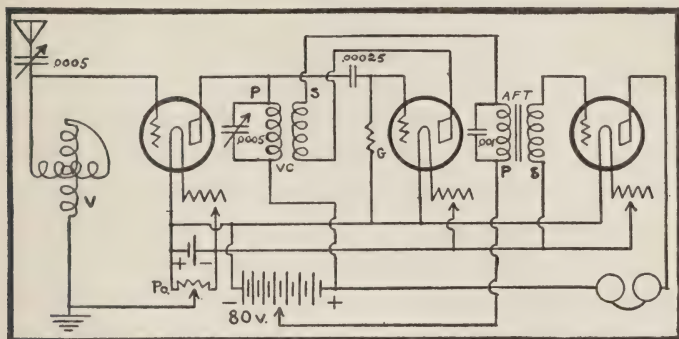 .0005
P
S
.00025
AFT
.0005
VC
G
.001
P
S
V
+ -
Po.
- +
80 v.